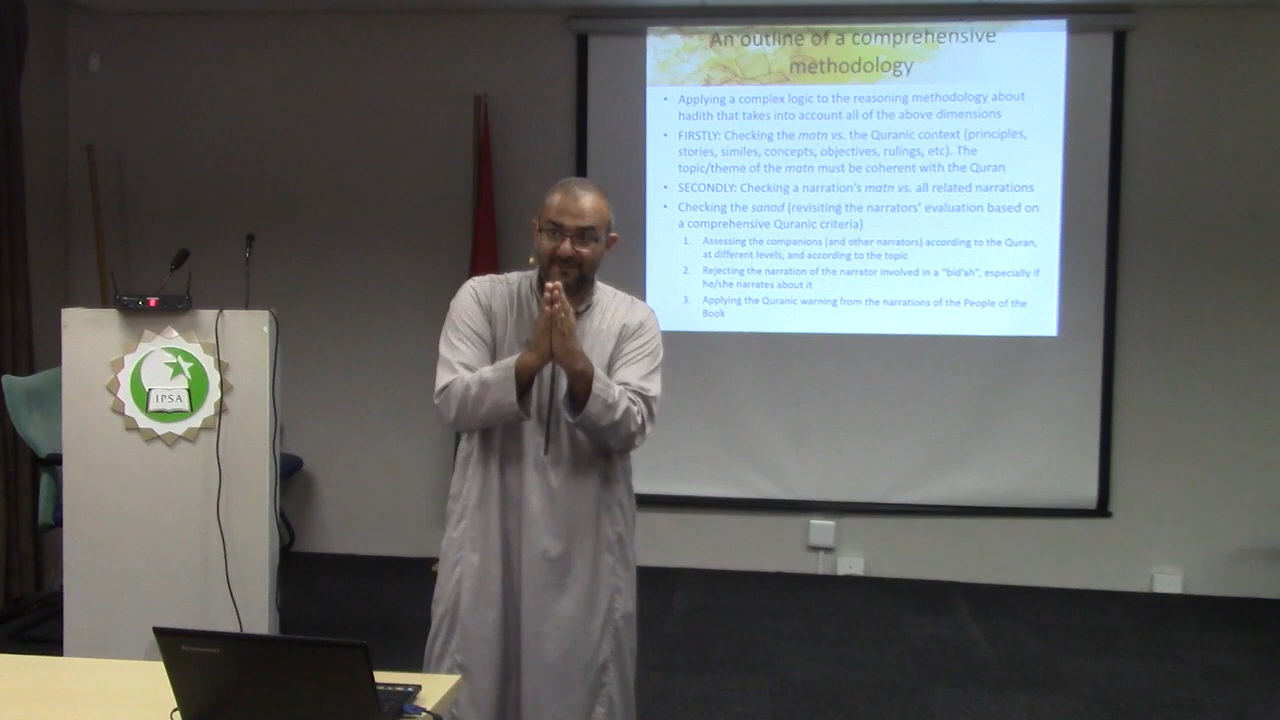 An outline of a comprehensive
methodology
• Applying a complex logic to the reasoning methodology about
hadith that takes into account all of the above dimensions
• FIRSTLY: Checking the matn vs. the Quranic context (principles,
stories, similes, concepts, objectives, rulings, etc). The
topic/theme of the matn must be coherent with the Quran
• SECONDLY: Checking a narration's matn vs. all related narrations
• Checking the sanad (revisiting the narrators' evaluation based on
a comprehensive Quranic criteria)
1. Assessing the companions (and other narrators) according to the Quran,
at different levels, and according to the topic
2. Rejecting the narration of the narrator involved in a "bid'ah", especially if
he/she narrates about it
3. Applying the Quranic warning from the narrations of the People of the
Book
IPSA